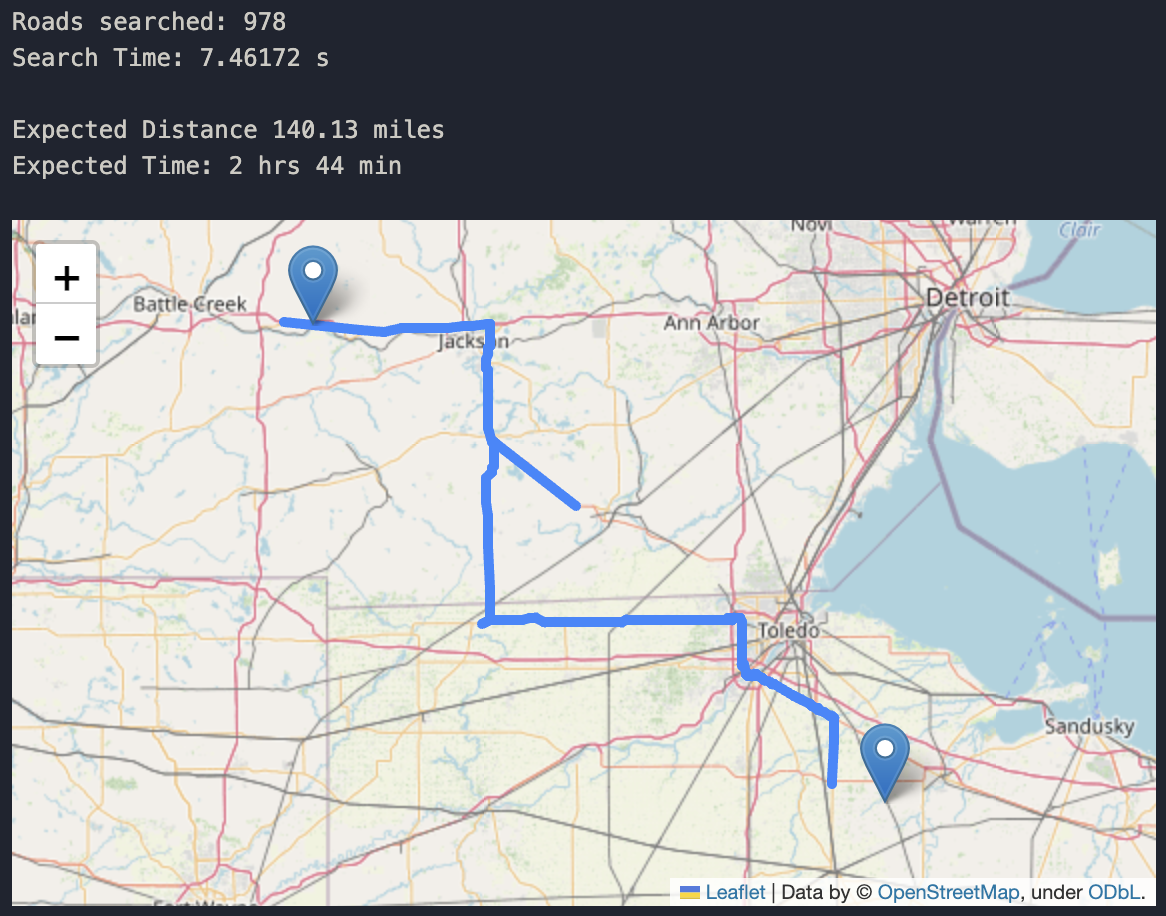 Roads searched: 978
Search Time: 7.46172 s
Expected Distance 140.13 miles
Expected Time: 2 hrs 44 min
Novi
Clair
+
−
Battle Creek
Detroit
Ann Arbor
Jackson
Toledo
Sandusky
Leaflet | Data by © OpenStreetMap, under ODbL.